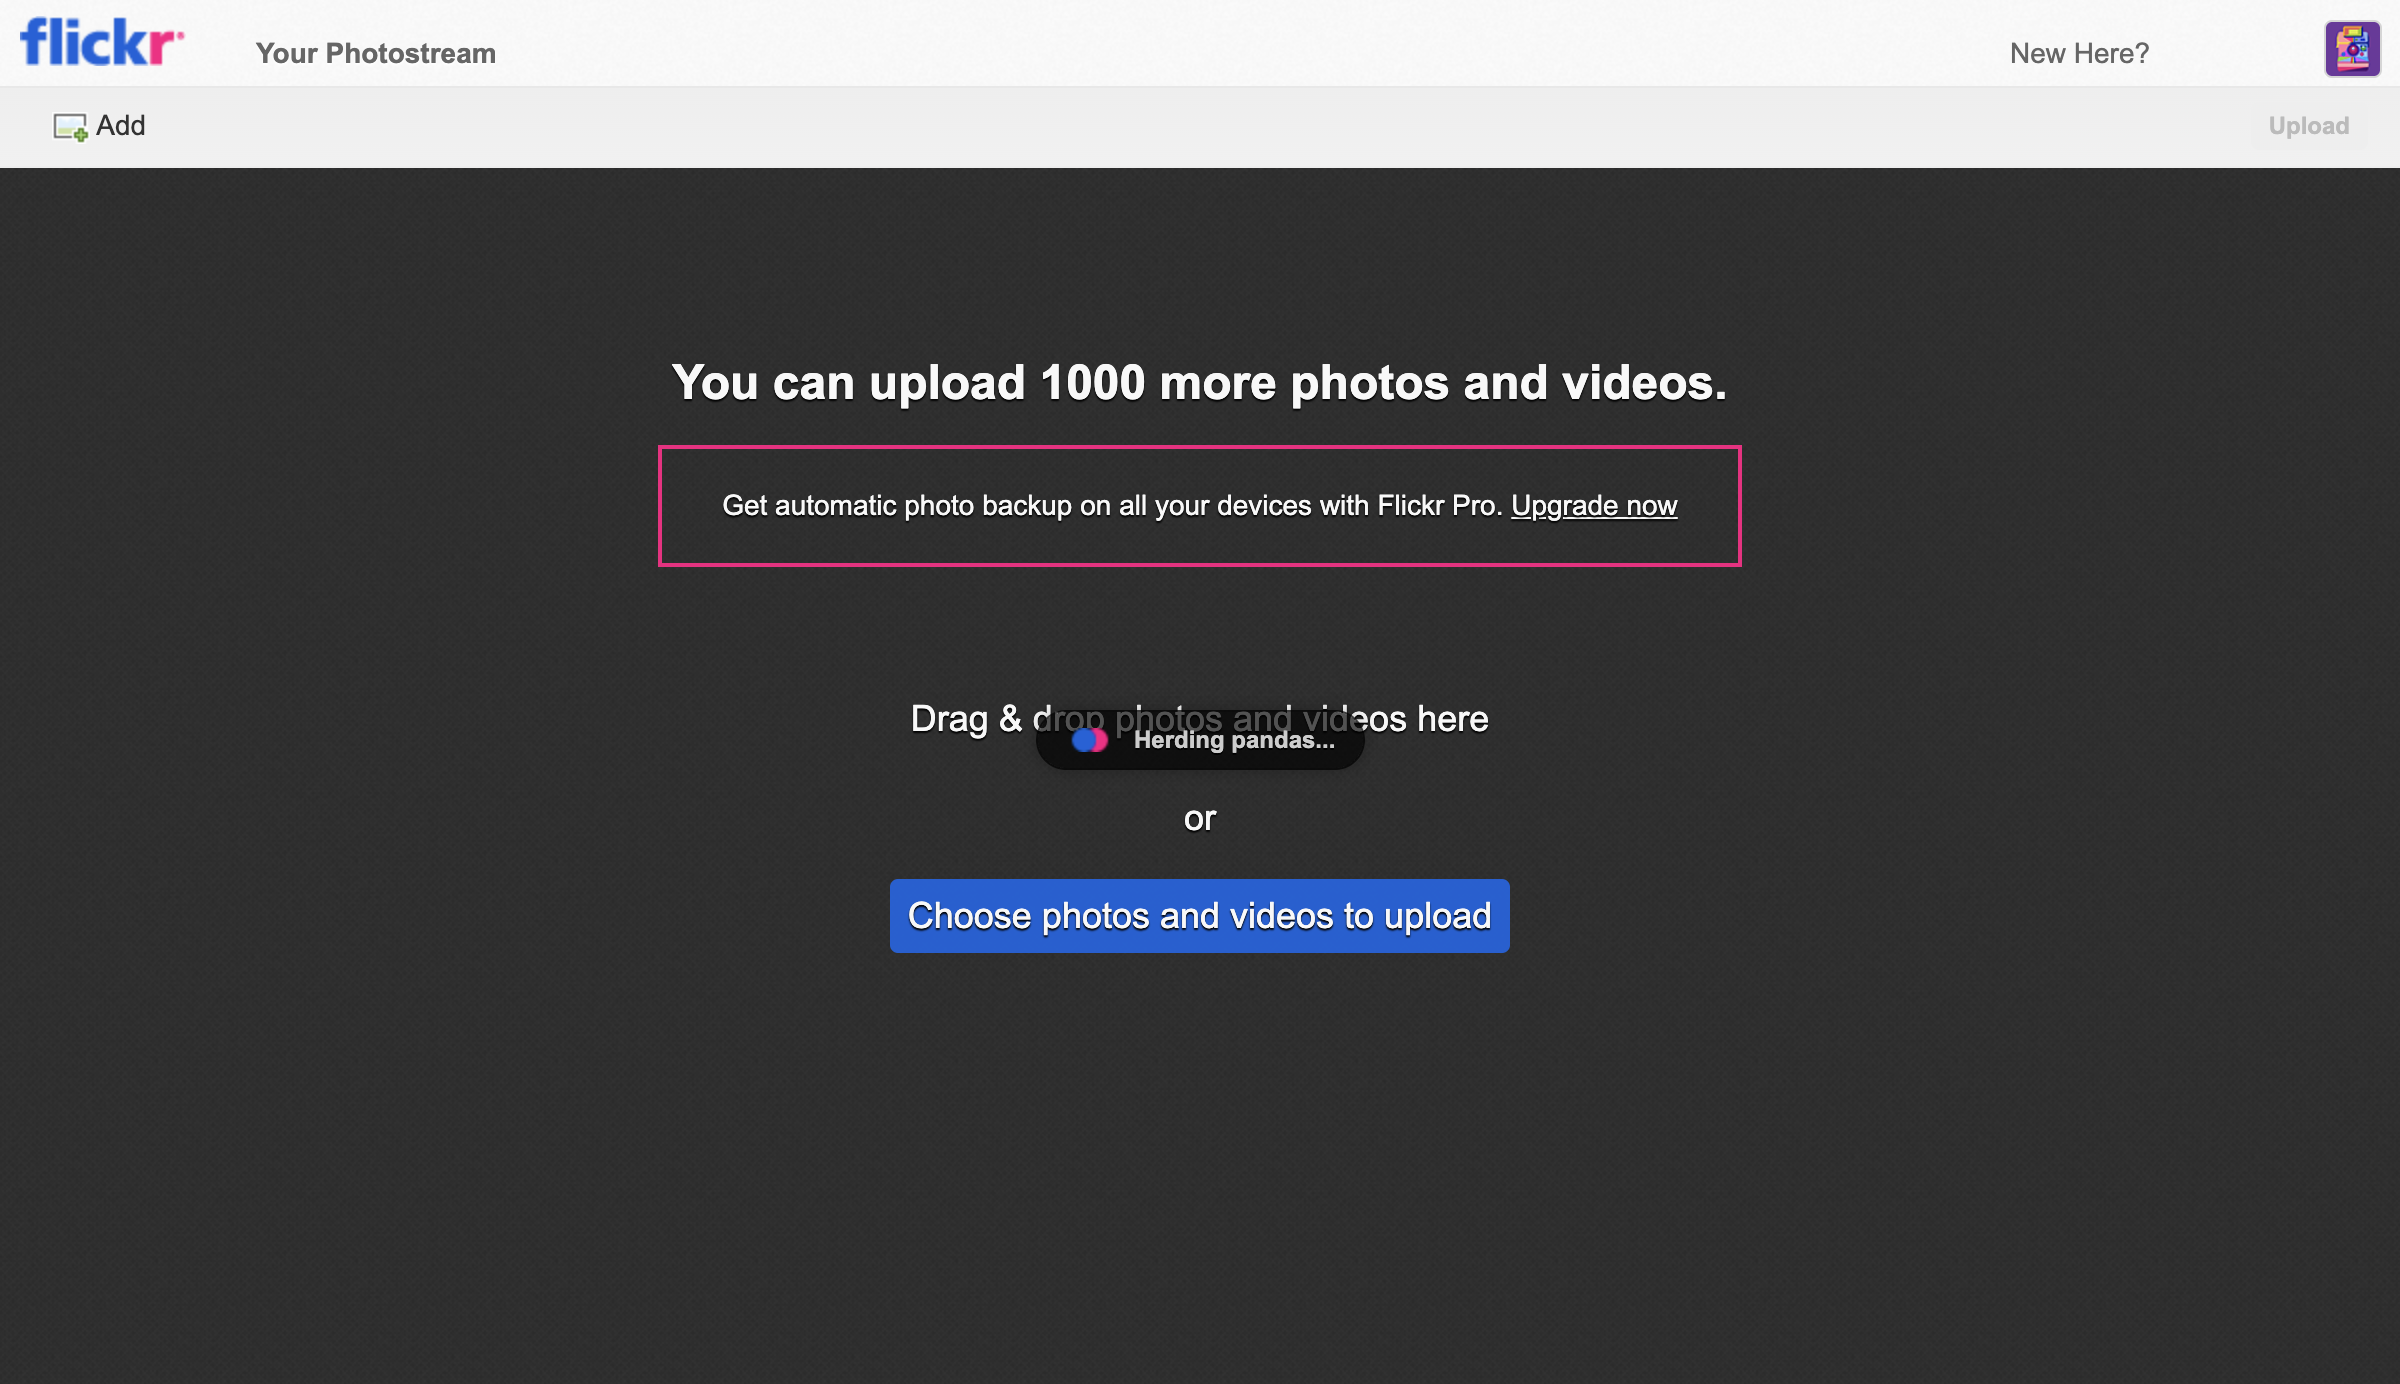 flickr
Your Photostream
New Here?
Add
Upload
You can upload 1000 more photos and videos.
Get automatic photo backup on all your devices with Flickr Pro. Upgrade now
Drag & drop photos and videos here
Herding pandas...
or
Choose photos and videos to upload